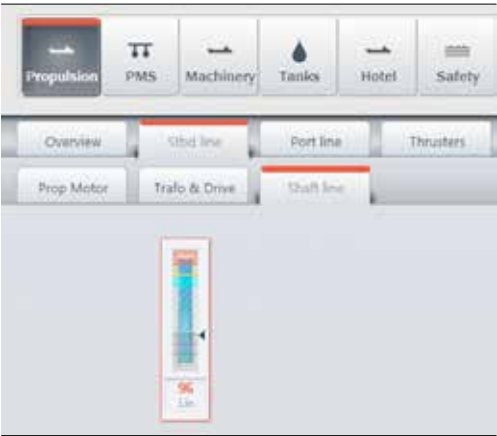 Propulsion PMS Machinery Tanks Hotel Safety
Overview Stbd line Port line Thrusters
Prop Motor Trafo & Drive Shaft line